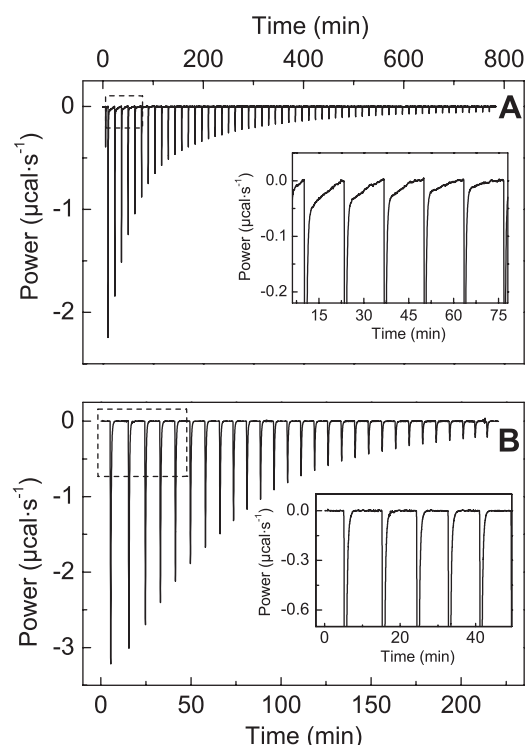 Time (min)
0 200 400 600 800
A
0
-1
-2
Power (µcal·s⁻¹)
0.0
-0.1
-0.2
Power (µcal·s⁻¹)
15 30 45 60 75
Time (min)
B
0
-1
-2
-3
Power (µcal·s⁻¹)
0.0
-0.3
-0.6
Power (µcal·s⁻¹)
0 20 40
Time (min)
0 50 100 150 200
Time (min)